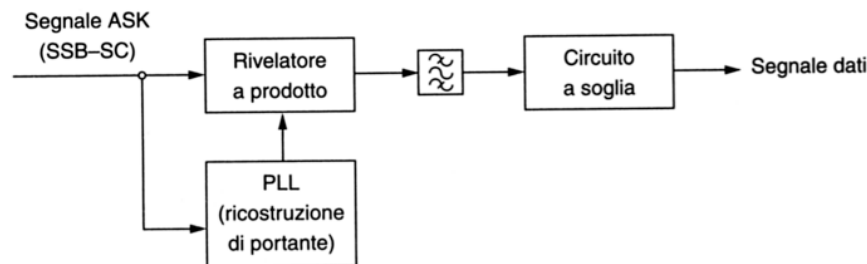 Segnale ASK
(SSB–SC)
Rivelatore
a prodotto
Circuito
a soglia
Segnale dati
PLL
(ricostruzione
di portante)